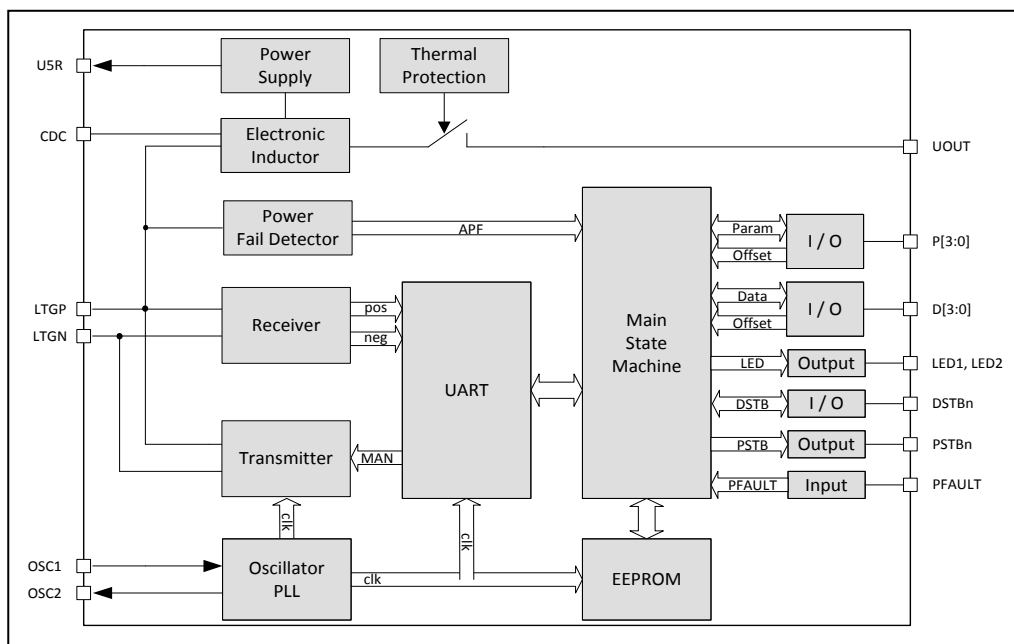 Power
Supply
Thermal
Protection
U5R
CDC
Electronic
Inductor
UOUT
Power
Fail Detector
APF
Param
Offset
I / O
P[3:0]
LTGP
LTGN
Receiver
pos
neg
UART
Main
State
Machine
Data
Offset
I / O
D[3:0]
LED
Output
LED1, LED2
DSTB
I / O
DSTBn
Transmitter
MAN
PSTB
Output
PSTBn
PFAULT
Input
PFAULT
clk
clk
OSC1
OSC2
Oscillator
PLL
clk
EEPROM